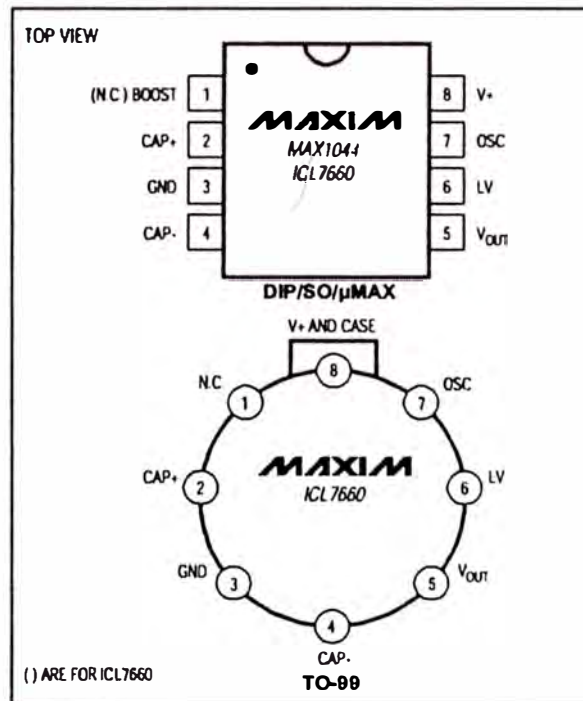 TOP VIEW
(N.C) BOOST 1
CAP+ 2
GND 3
CAP- 4
MAXIM
MAX1044
ICL7660
8 V+
7 OSC
6 LV
5 VOUT
DIP/SO/µMAX
V+ AND CASE
8
N.C
1
OSC
7
CAP+
2
MAXIM
ICL7660
6
LV
GND
3
5
VOUT
4
CAP-
TO-99
( ) ARE FOR ICL7660